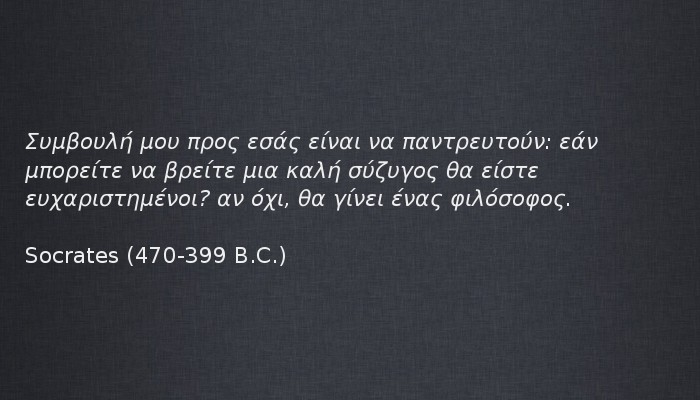 Συμβουλή μου προς εσάς είναι να παντρευτούν: εάν
μπορείτε να βρείτε μια καλή σύζυγος θα είστε
ευχαριστημένοι? αν όχι, θα γίνει ένας φιλόσοφος.
Socrates (470-399 B.C.)